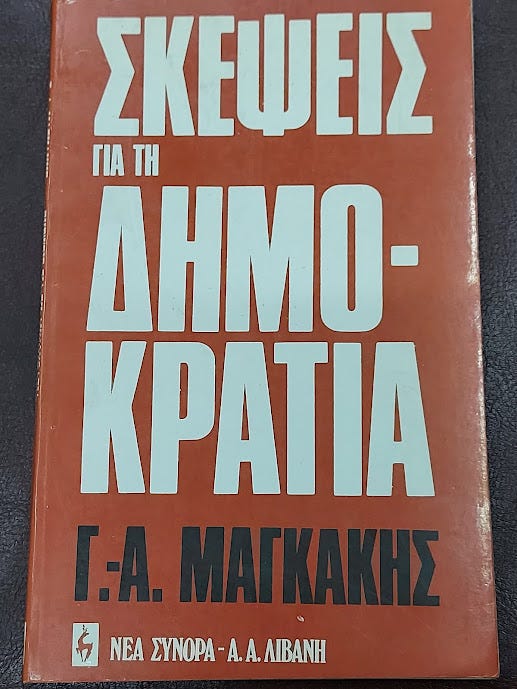 ΣΚΕΨΕΙΣ
ΓΙΑ ΤΗ
ΔΗΜΟ-
ΚΡΑΤΙΑ
Γ.-Α. ΜΑΓΚΑΚΗΣ
ΝΕΑ ΣΥΝΟΡΑ - Α. Α. ΛΙΒΑΝΗ